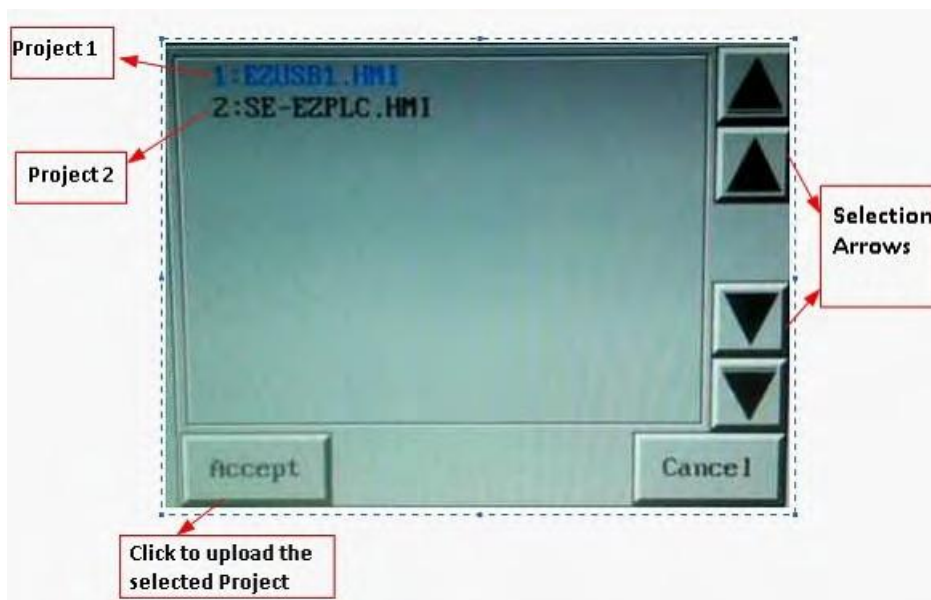 Project 1
1:EZUSB1.HMI
2:SE-EZPLC.HMI
Project 2
Selection
Arrows
Accept
Cancel
Click to upload the
selected Project